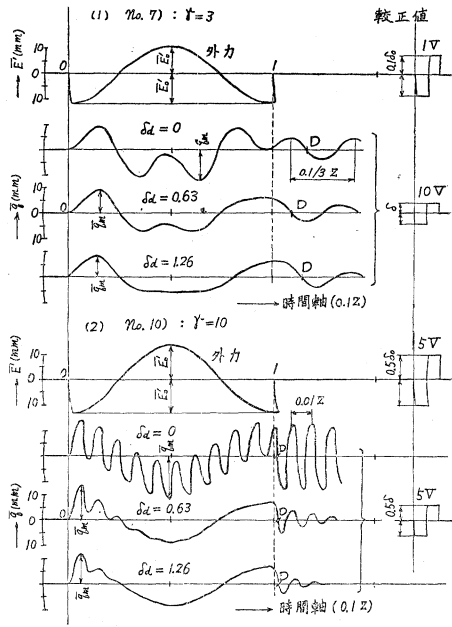 (1) No. 7) : γ=3
較正値
Ē'(mm)
10
0
10
0
Ē₀'
Ē₀'
外力
1
0.1δ₀
1V
δd=0
q̄m
D
0.1/3 Z
q̄(mm)
10
0
10
0
q̄m
δd=0.63
D
δ
10V
q̄m
δd=1.26
D
時間軸(0.1Z)
(2) No. 10) : γ=10
Ē'(mm)
10
0
10
0
Ē₀'
Ē₀'
外力
1
0.5δ₀
5V
δd=0
q̄m
D
0.01Z
q̄(mm)
10
0
10
0
q̄m
δd=0.63
D
0.5δ
5V
q̄m
δd=1.26
D
時間軸(0.1Z)